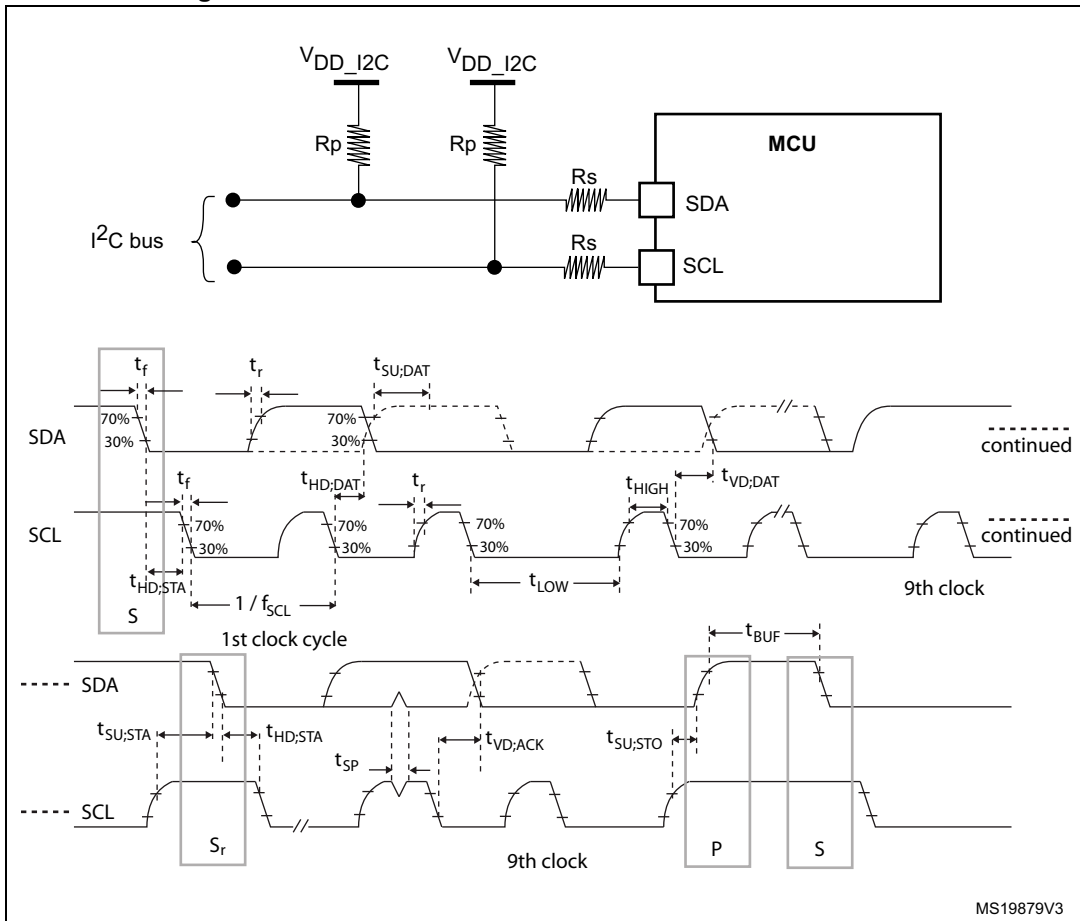 V_DD_I2C V_DD_I2C
Rp Rp MCU
Rs SDA
I²C bus
Rs SCL
t_f t_r t_SU;DAT
SDA 70% 30% 70% 30% continued
t_f t_HD;DAT t_r t_HIGH t_VD;DAT
SCL 70% 30% 70% 30% 70% 30% 70% 30% continued
t_HD;STA t_LOW 9th clock
S 1 / f_SCL
1st clock cycle t_BUF
SDA
t_SU;STA t_HD;STA t_SP t_VD;ACK t_SU;STO
SCL
S_r 9th clock P S
MS19879V3